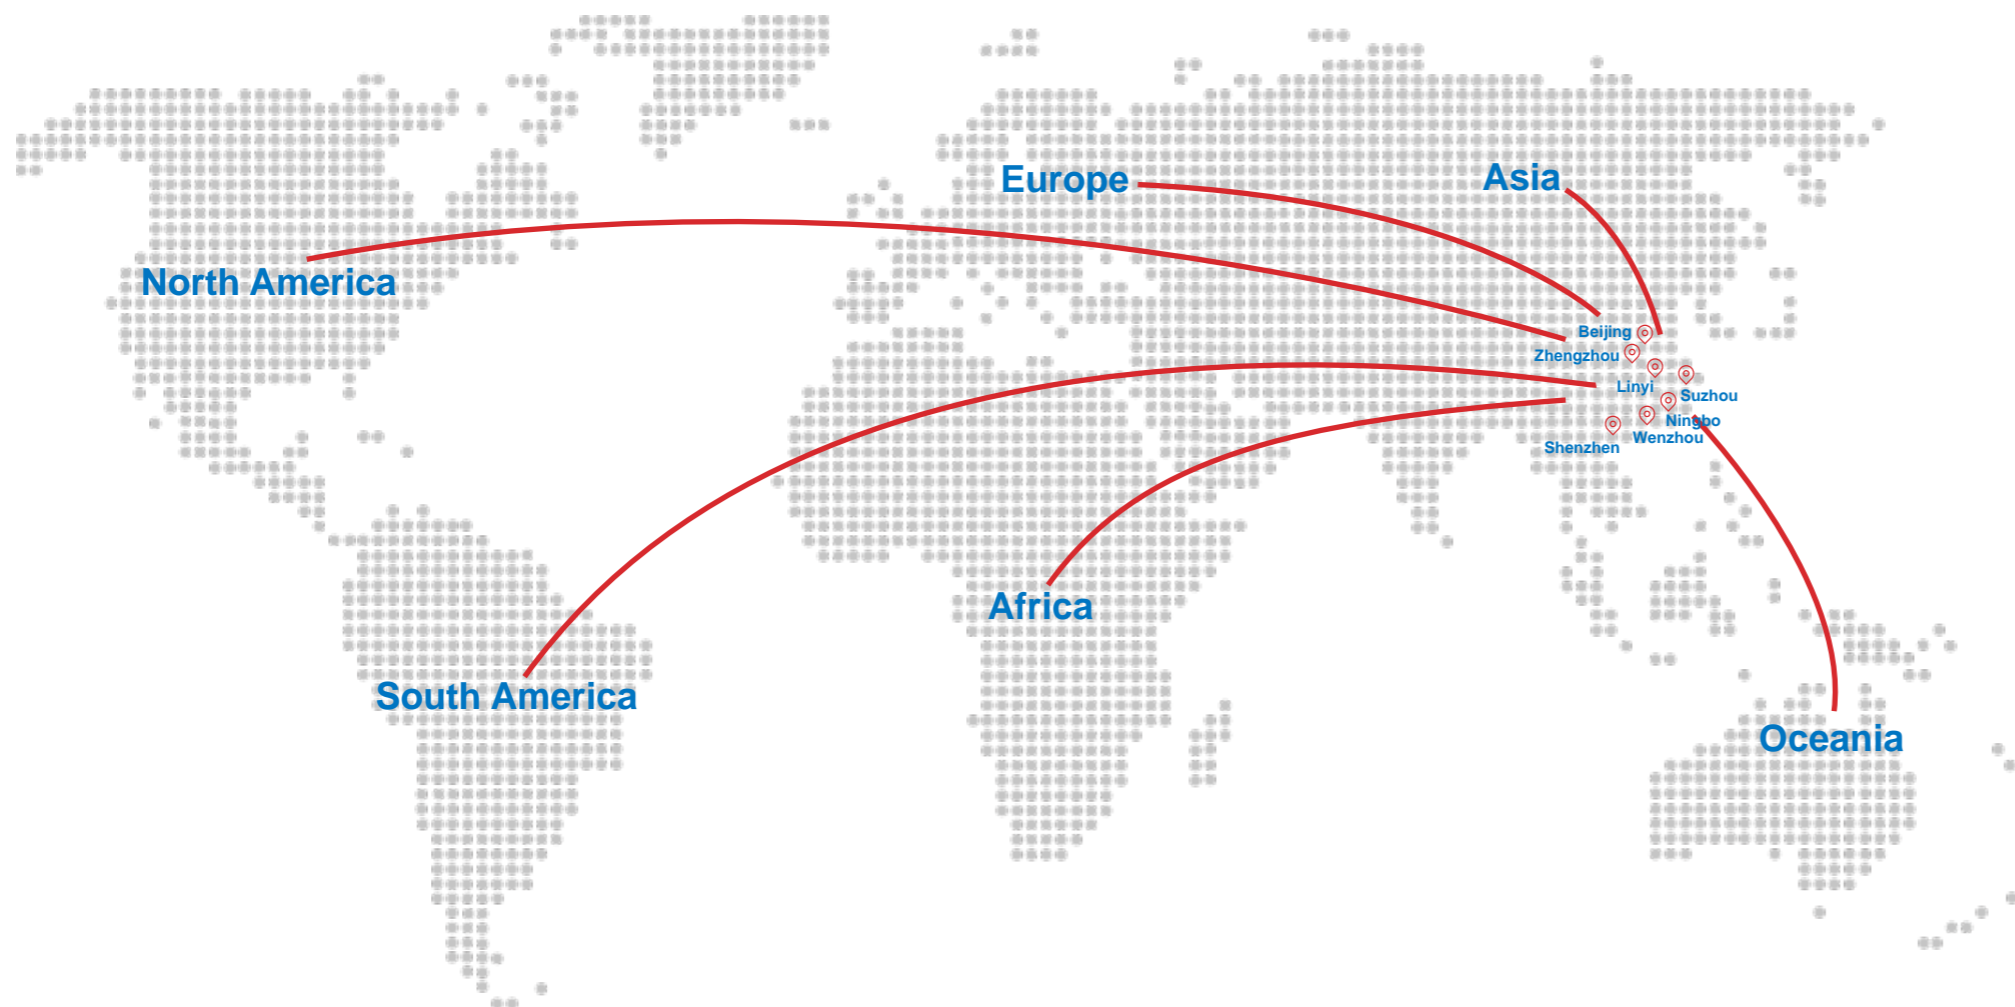 Europe
Asia
North America
Beijing
Zhengzhou
Linyi
Suzhou
Ningbo
Wenzhou
Shenzhen
Africa
South America
Oceania